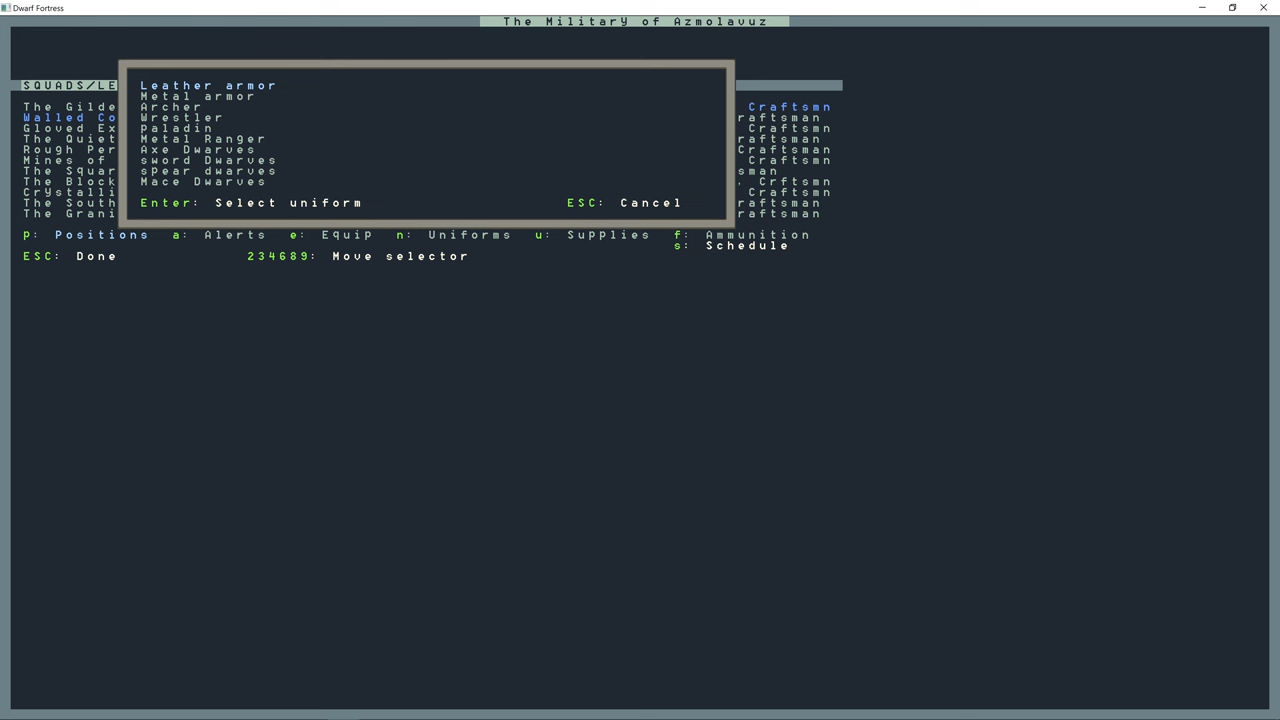 Dwarf Fortress
The Military of Azmolavuz
SQUADS/LE
Leather armor
Metal armor
Archer
Wrestler
Paladin
Metal Ranger
Axe Dwarves
sword Dwarves
spear dwarves
Mace Dwarves
Enter: Select uniform ESC: Cancel
The Gilde Craftsmn
Walled Co raftsman
Gloved Ex Craftsmn
The Quiet raftsman
Rough Per Craftsman
Mines of Craftsmn
The Squar sman
The Block . Crftsmn
Crystalli Craftsmn
The South raftsman
The Grani raftsman
p: Positions a: Alerts e: Equip n: Uniforms u: Supplies f: Ammunition
s: Schedule
ESC: Done 234689: Move selector